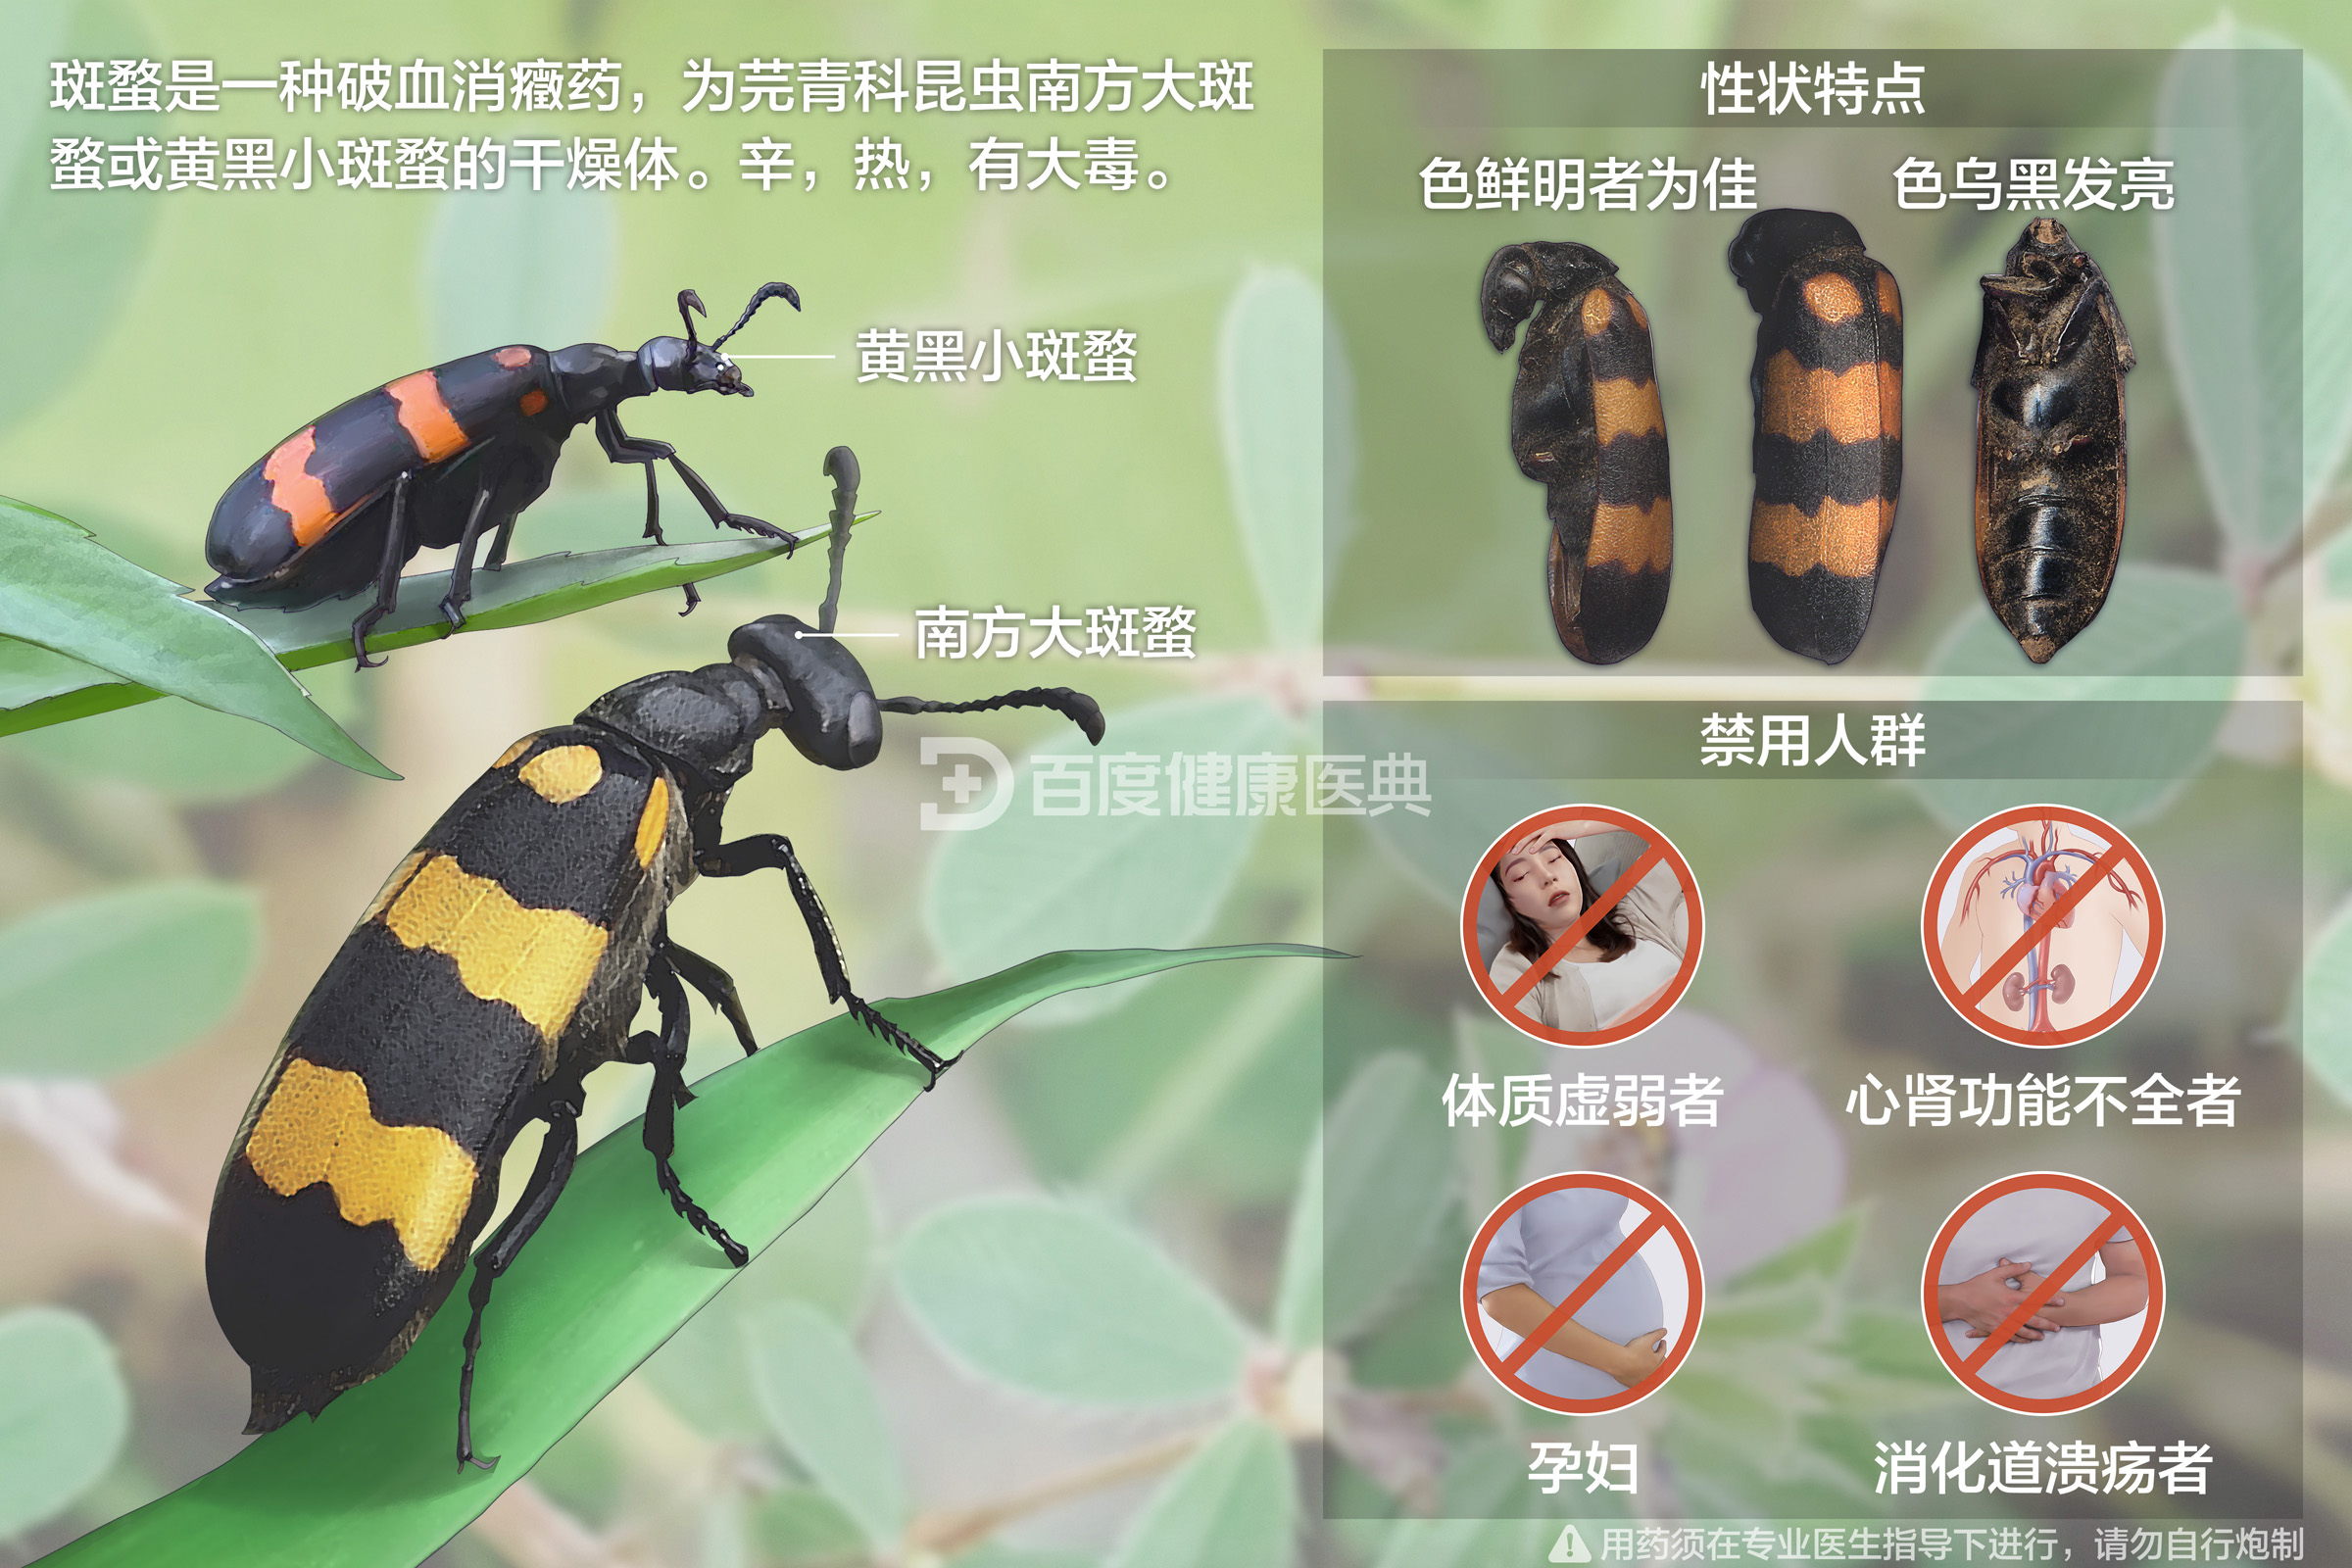 斑蝥是一种破血消癥药，为芫青科昆虫南方大斑
蝥或黄黑小斑蝥的干燥体。辛，热，有大毒。
黄黑小斑蝥
南方大斑蝥
百度健康医典
性状特点
色鲜明者为佳
色乌黑发亮
禁用人群
体质虚弱者
心肾功能不全者
孕妇
消化道溃疡者
用药须在专业医生指导下进行，请勿自行炮制